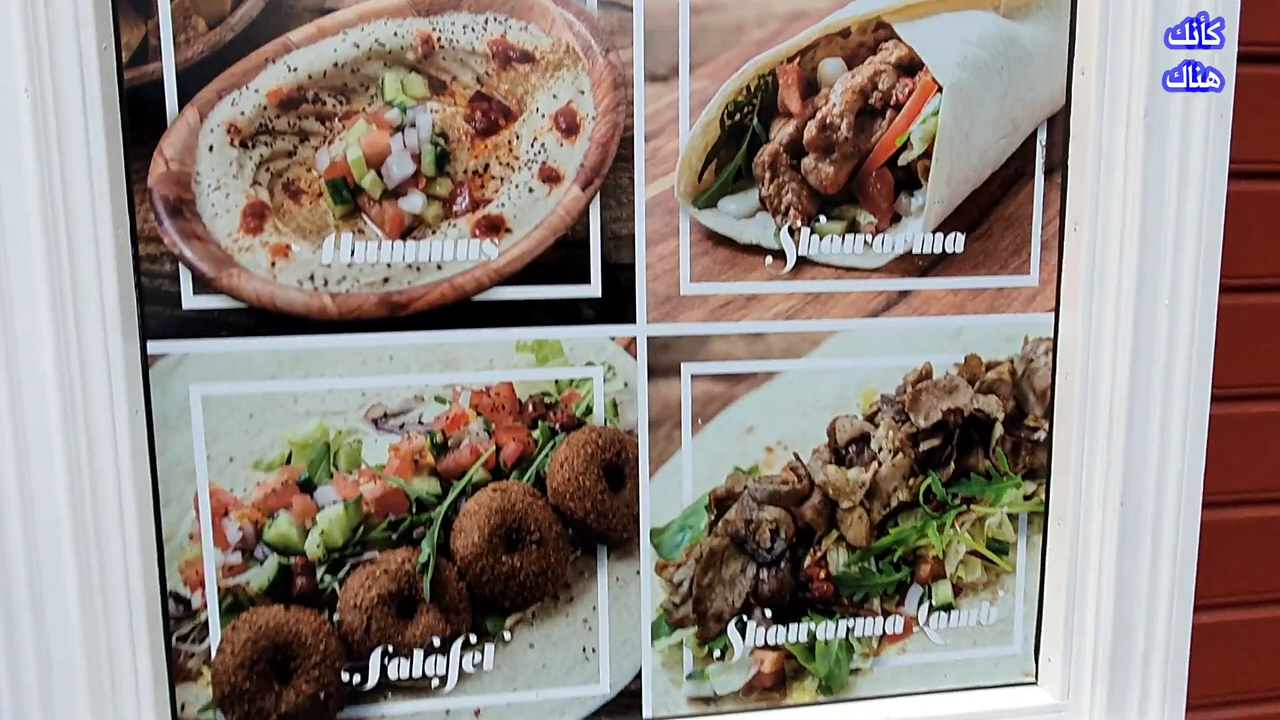 كأنك
هناك
Hummus
Shawarma
Falafel
Shawarma Lamb